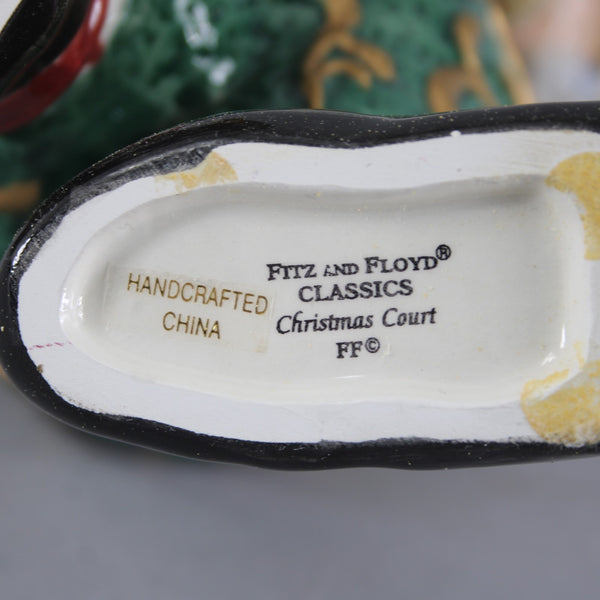 HANDCRAFTED
CHINA
FITZ AND FLOYD®
CLASSICS
Christmas Court
FF©